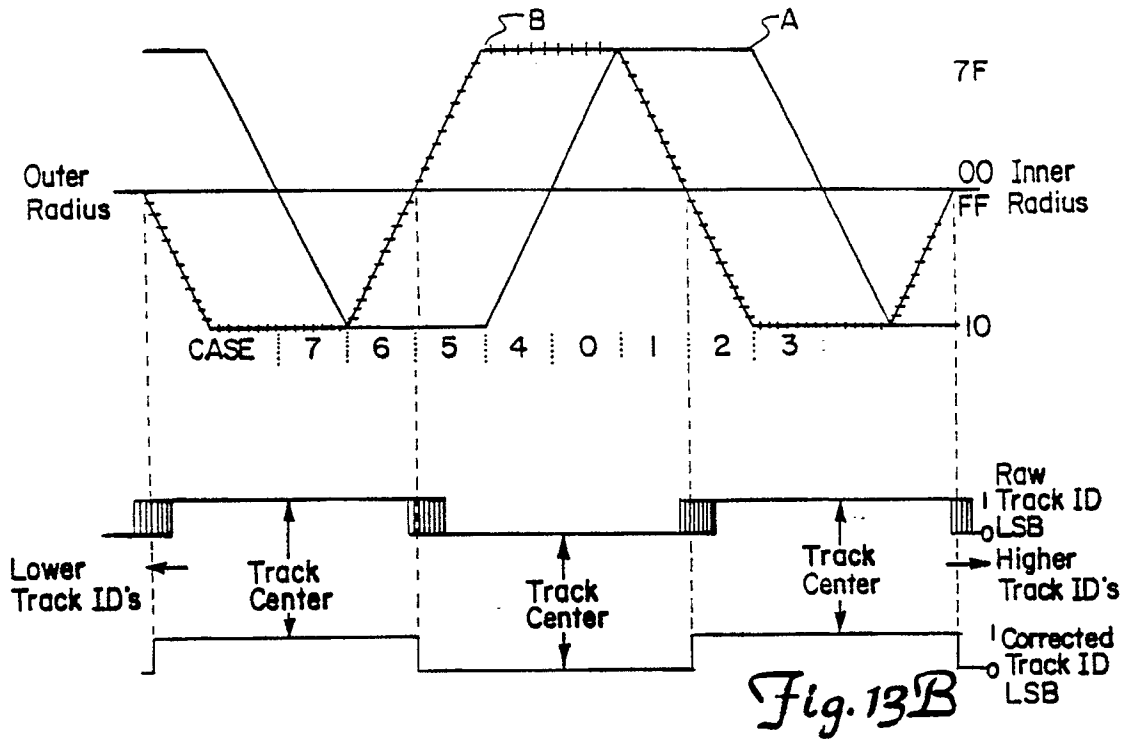 B
A
7F
Outer
Radius
00 Inner
FF Radius
10
CASE 7 6 5 4 0 1 2 3
Raw
1 Track ID
LSB
0
Lower
Track ID's
Track
Center
Track
Center
Track
Center
Higher
Track ID's
1 Corrected
Track ID
0
LSB
Fig. 13B